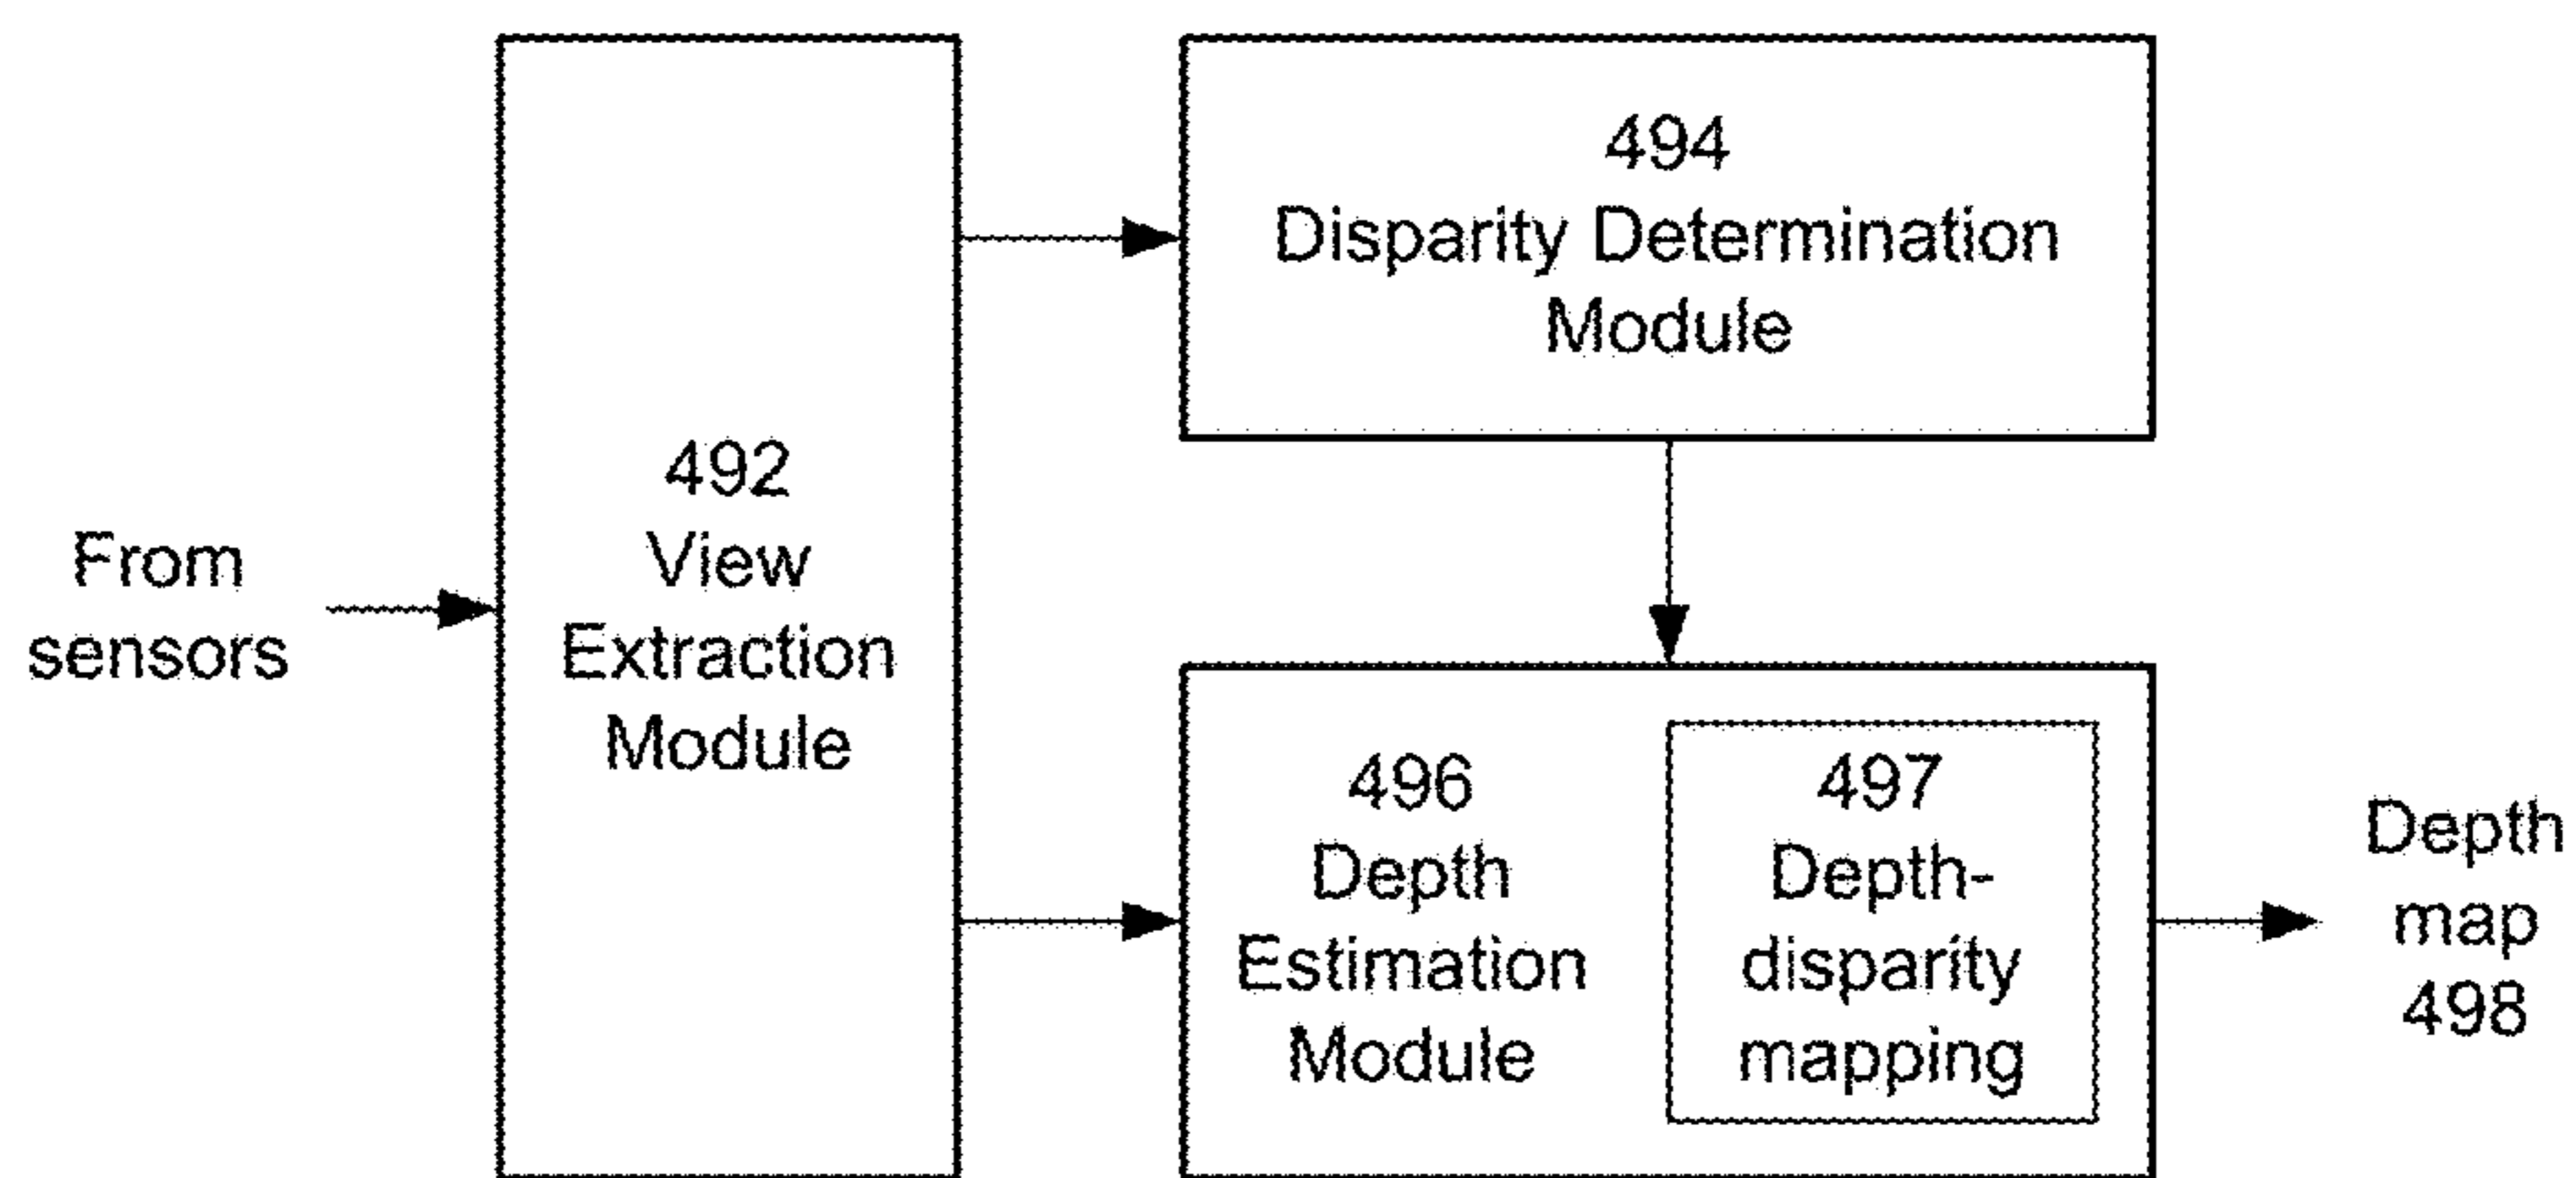 From
sensors
492
View
Extraction
Module
494
Disparity Determination
Module
496
Depth
Estimation
Module
497
Depth-
disparity
mapping
Depth
map
498